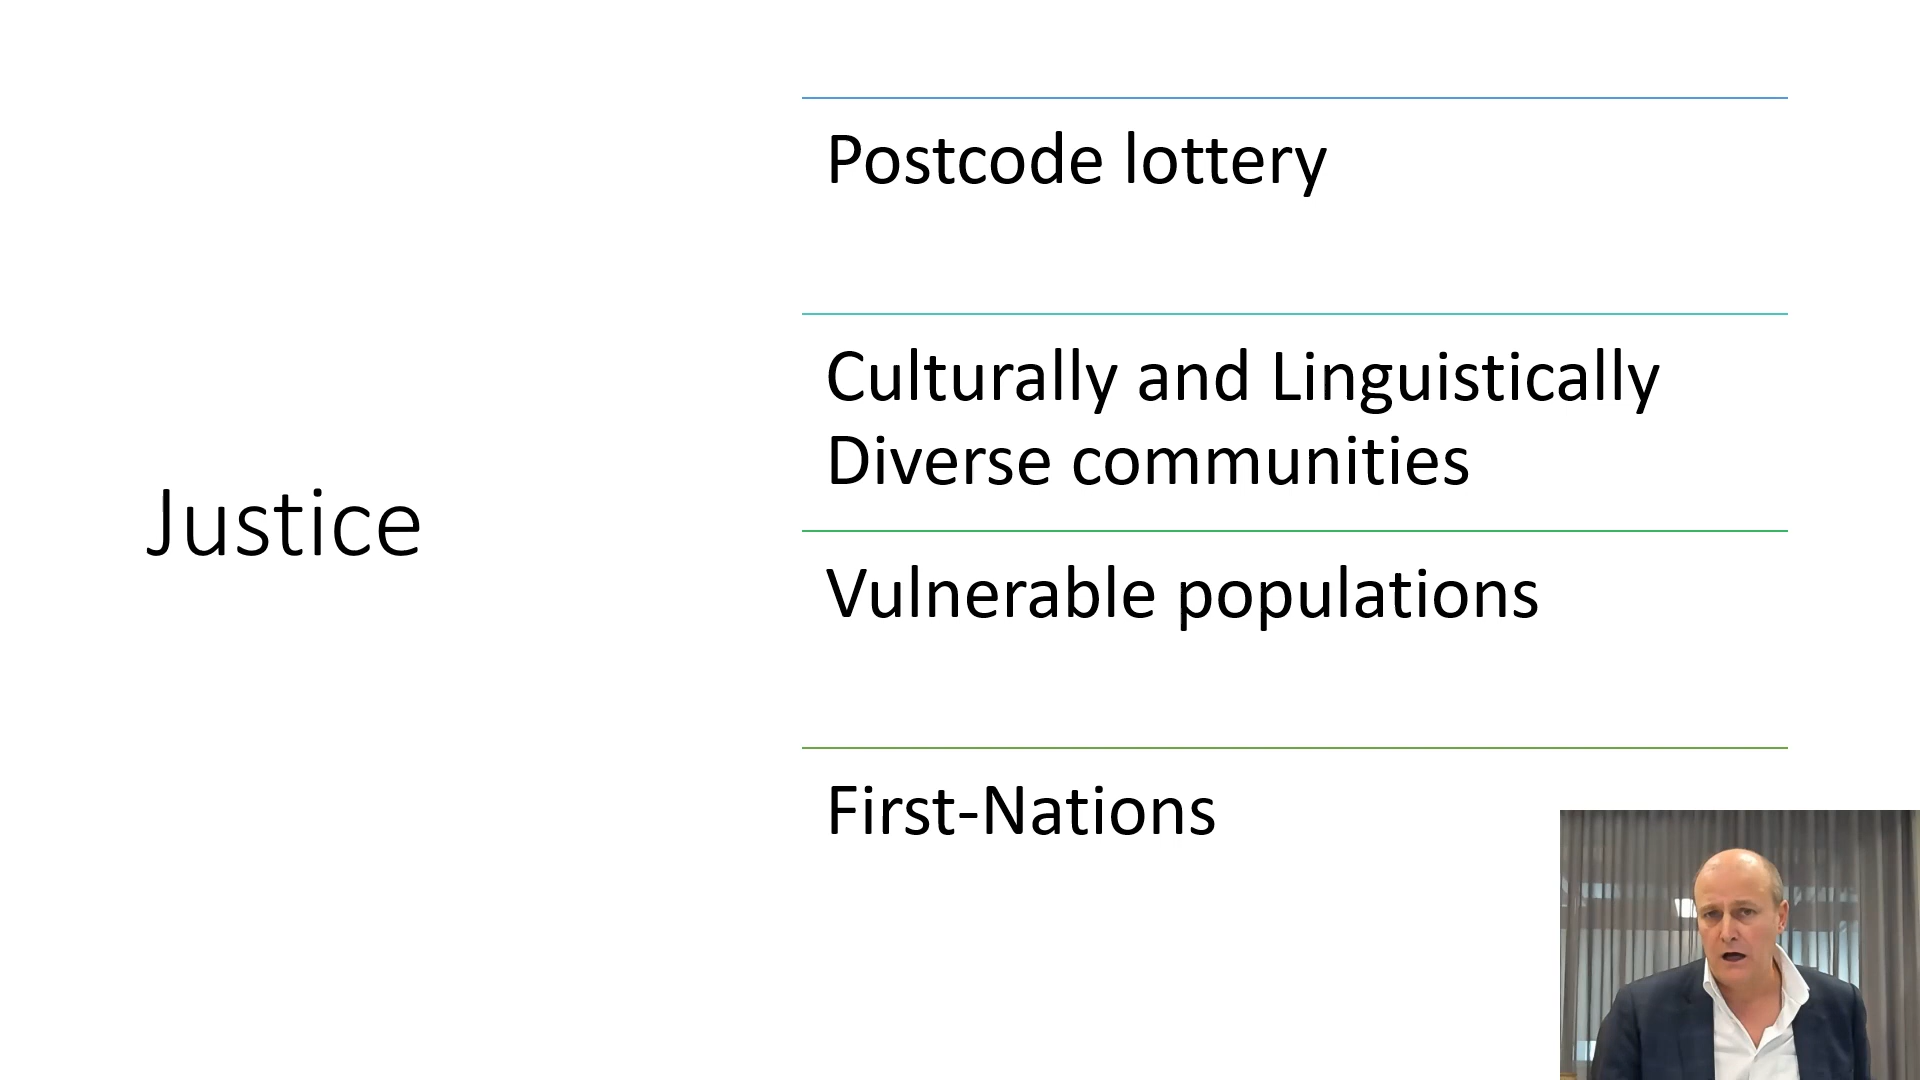 Justice
Postcode lottery
Culturally and Linguistically
Diverse communities
Vulnerable populations
First-Nations